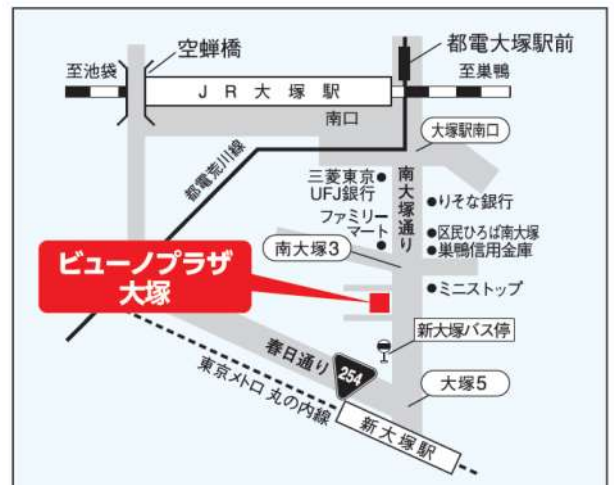 空蝉橋
都電大塚駅前
至池袋
至巣鴨
JR大塚駅
南口
大塚駅南口
都電荒川線
三菱東京
UFJ銀行
南大塚通り
りそな銀行
ファミリー
マート
区民ひろば南大塚
巣鴨信用金庫
南大塚3
ビューノプラザ
大塚
ミニストップ
新大塚バス停
春日通り
254
大塚5
東京メトロ 丸の内線
新大塚駅